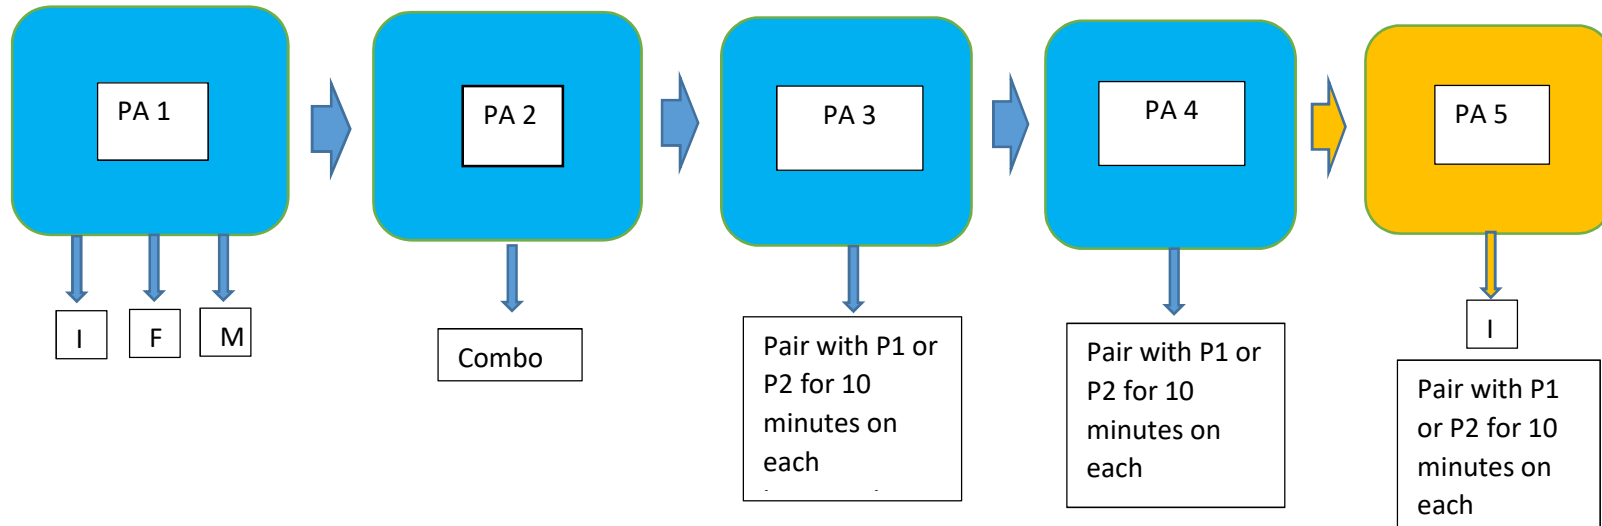 PA 1
PA 2
PA 3
PA 4
PA 5
I
F
M
Combo
Pair with P1 or
P2 for 10
minutes on
each
Pair with P1 or
P2 for 10
minutes on
each
I
Pair with P1
or P2 for 10
minutes on
each